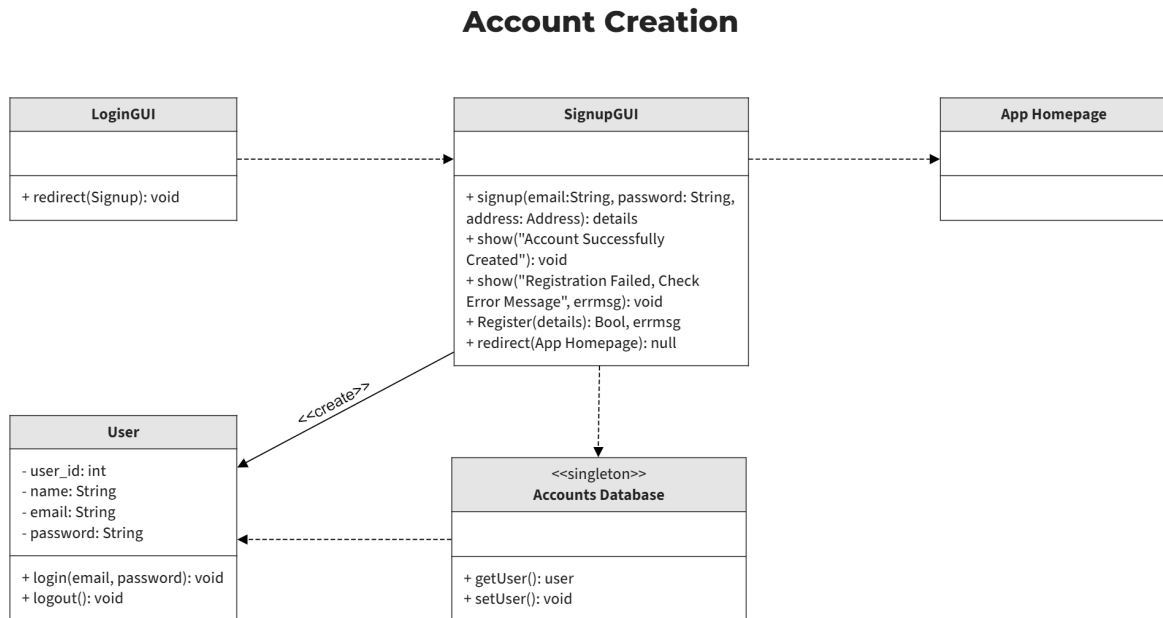 Account Creation
LoginGUI
+ redirect(Signup): void
SignupGUI
+ signup(email:String, password: String,
address: Address): details
+ show("Account Successfully
Created"): void
+ show("Registration Failed, Check
Error Message", errmsg): void
+ Register(details): Bool, errmsg
+ redirect(App Homepage): null
App Homepage
<<create>>
User
- user_id: int
- name: String
- email: String
- password: String
+ login(email, password): void
+ logout(): void
<<singleton>>
Accounts Database
+ getUser(): user
+ setUser(): void